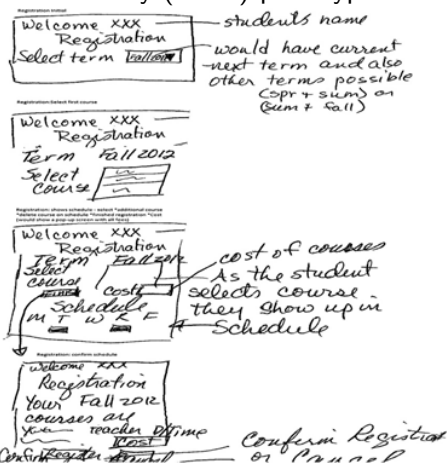 Registration Initial
Welcome XXX
Registration
Select term
student's name
would have current
next term and also
other terms possible
(spr + sum) or
(sum + fall)
Registration: Select first course
Welcome XXX
Registration
Term Fall 2012
Select
Course
Registration: shows schedule - select *additional course
*delete course on schedule *finished registration *Cost
(would show a pop-up screen with all fees)
Welcome XXX
Registration
Term Fall 2012
Select
course
Cost
Schedule
M T W R F
cost of courses
As the student
selects course
they show up in
Schedule
Registration: confirm schedule
Welcome XXX
Registration
Your Fall 2012
courses are
Teacher D/Time
Cost
Confirm Register
Confirm Registrat
or Cancel